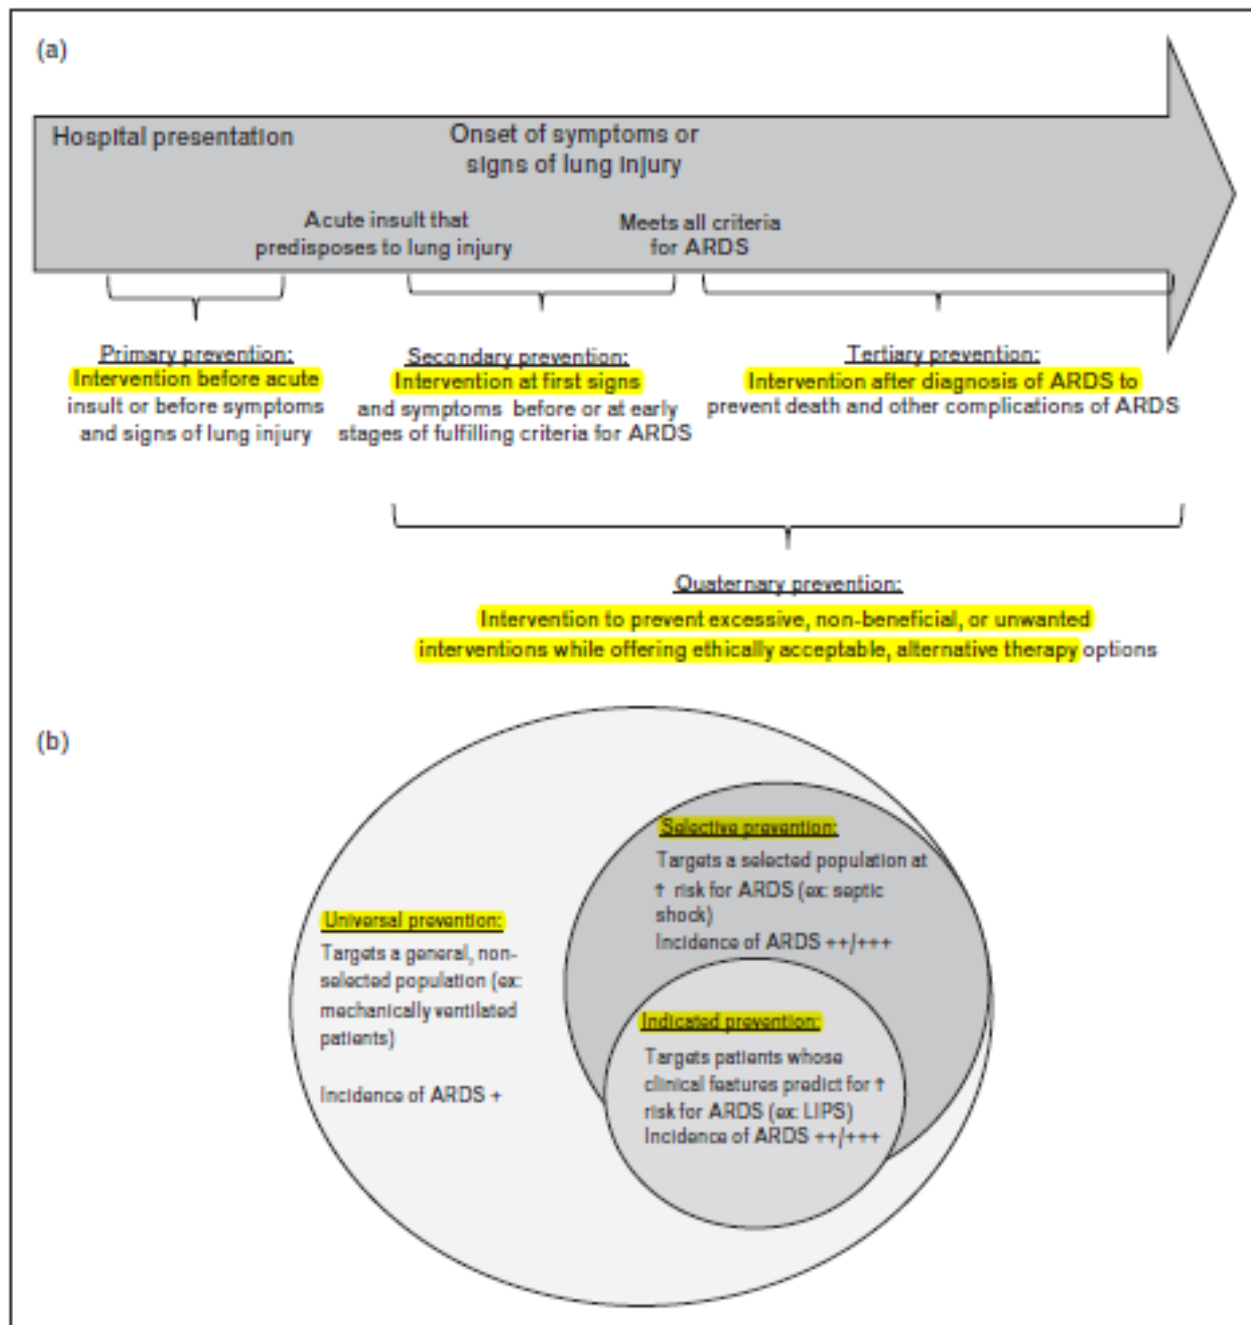 (a)
Hospital presentation
Onset of symptoms or
signs of lung injury
Acute insult that
predisposes to lung injury
Meets all criteria
for ARDS
Primary prevention:
Intervention before acute
insult or before symptoms
and signs of lung injury
Secondary prevention:
Intervention at first signs
and symptoms before or at early
stages of fulfilling criteria for ARDS
Tertiary prevention:
Intervention after diagnosis of ARDS to
prevent death and other complications of ARDS
Quaternary prevention:
Intervention to prevent excessive, non-beneficial, or unwanted
interventions while offering ethically acceptable, alternative therapy options
(b)
Universal prevention:
Targets a general, non-
selected population (ex:
mechanically ventilated
patients)
Incidence of ARDS +
Selective prevention:
Targets a selected population at
↑ risk for ARDS (ex: septic
shock)
Incidence of ARDS ++/+++
Indicated prevention:
Targets patients whose
clinical features predict for ↑
risk for ARDS (ex: LIPS)
Incidence of ARDS ++/+++